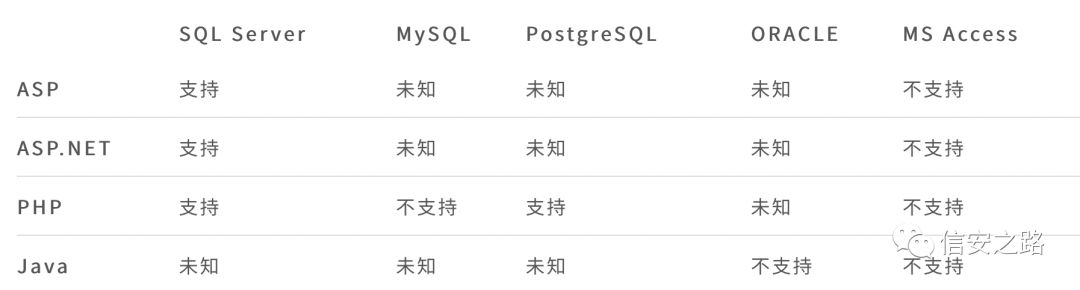 SQL Server MySQL PostgreSQL ORACLE MS Access
ASP 支持 未知 未知 未知 不支持
ASP.NET 支持 未知 未知 未知 不支持
PHP 支持 不支持 支持 未知 不支持
Java 未知 未知 未知 不支持 不支持
信安之路